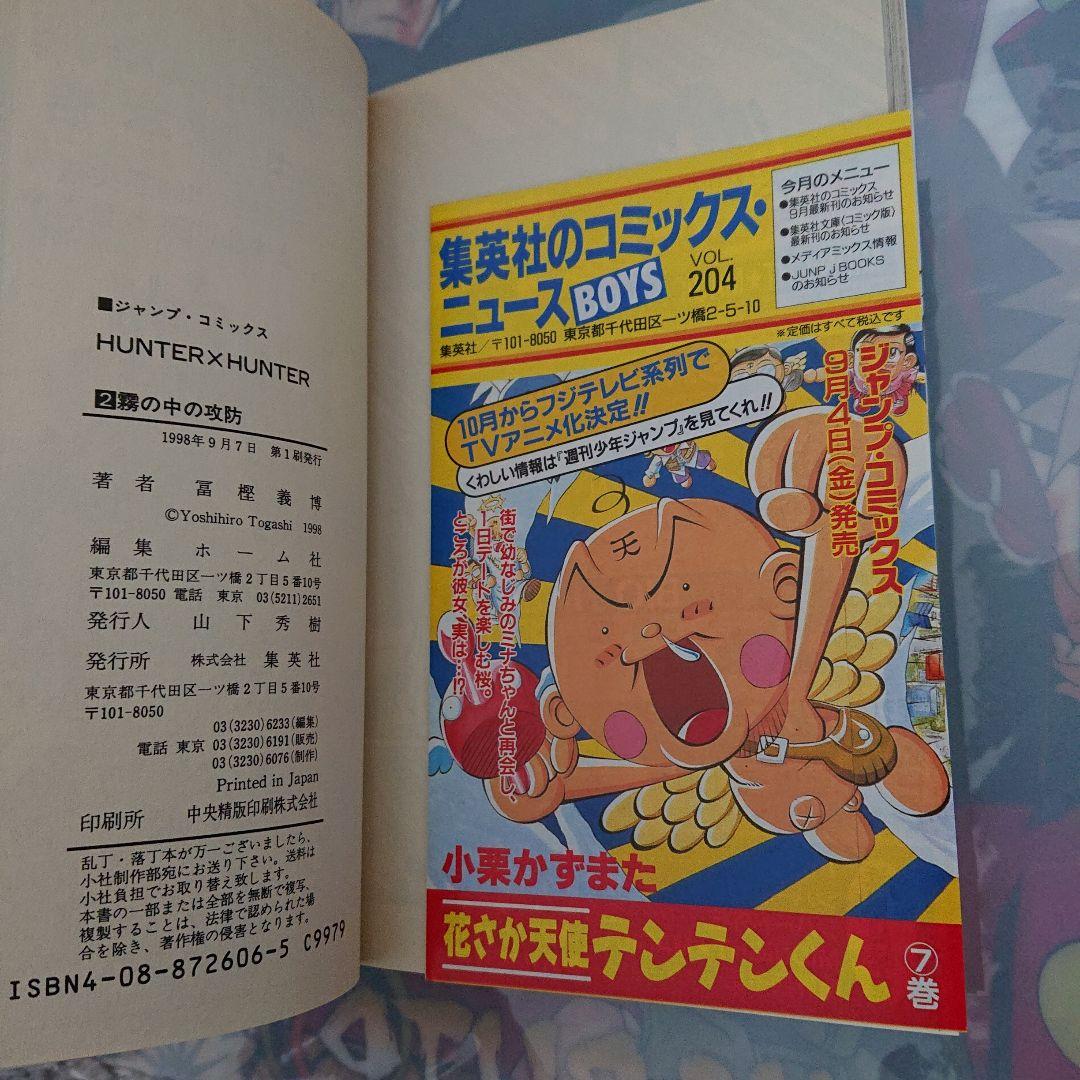 ■ジャンプ・コミックス
HUNTER×HUNTER
2霧の中の攻防
1998年9月7日 第1刷発行
著者 冨樫義博
©Yoshihiro Togashi 1998
編集 ホーム社
東京都千代田区一ツ橋2丁目5番10号
〒101-8050 電話 東京 03(5211)2651
発行人 山下秀樹
発行所 株式会社 集英社
東京都千代田区一ツ橋2丁目5番10号
〒101-8050
03(3230)6233(編集)
電話 東京 03(3230)6191(販売)
03(3230)6076(制作)
Printed in Japan
印刷所 中央精版印刷株式会社
乱丁・落丁本が万一ございましたら、
小社制作部宛にお送り下さい。送料は
小社負担でお取り替え致します。
本書の一部または全部を無断で複写、
複製することは、法律で認められた場
合を除き、著作権の侵害となります。
ISBN4-08-872606-5 C9979
集英社のコミックス・
ニュースBOYS
VOL.
204
集英社/〒101-8050 東京都千代田区一ツ橋2-5-10
今月のメニュー
●集英社のコミックス
9月最新刊のお知らせ
●集英社文庫〈コミック版〉
最新刊のお知らせ
●メディアミックス情報
●JUNP j BOOKS
のお知らせ
※定価はすべて税込です
ジャンプ・コミックス
9月4日(金)発売
10月からフジテレビ系列で
TVアニメ化決定!!
くわしい情報は『週刊少年ジャンプ』を見てくれ!!
天
街で幼なじみのミナちゃんと再会し、
1日デートを楽しむ桜。
ところが彼女、実は…!?
小栗かずまた
花さか天使テンテンくん
⑦巻